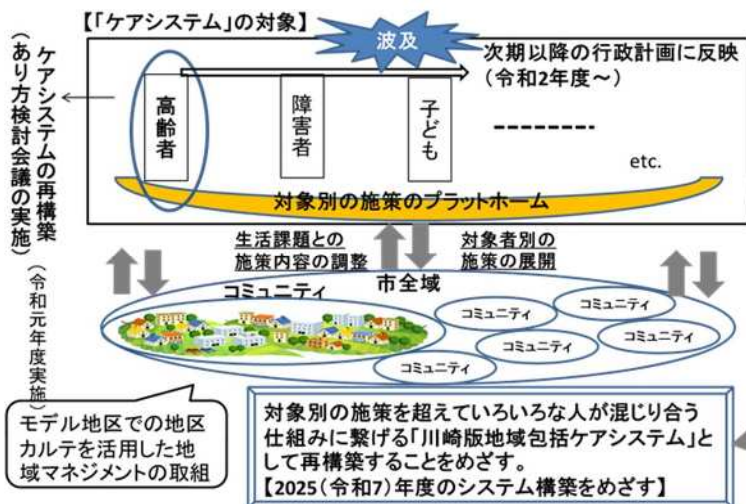 【「ケアシステム」の対象】
波及
次期以降の行政計画に反映
（令和2年度～）
高齢者
障害者
子ども
etc.
対象別の施策のプラットホーム
ケアシステムの再構築
（あり方検討会議の実施）
（令和元年度実施）
生活課題との
施策内容の調整
対象者別の
施策の展開
市全域
コミュニティ
コミュニティ
コミュニティ
コミュニティ
コミュニティ
コミュニティ
モデル地区での地区
カルテを活用した地
域マネジメントの取組
対象別の施策を超えていろいろな人が混じり合う
仕組みに繋げる「川崎版地域包括ケアシステム」と
して再構築することをめざす。
【2025（令和7）年度のシステム構築をめざす】